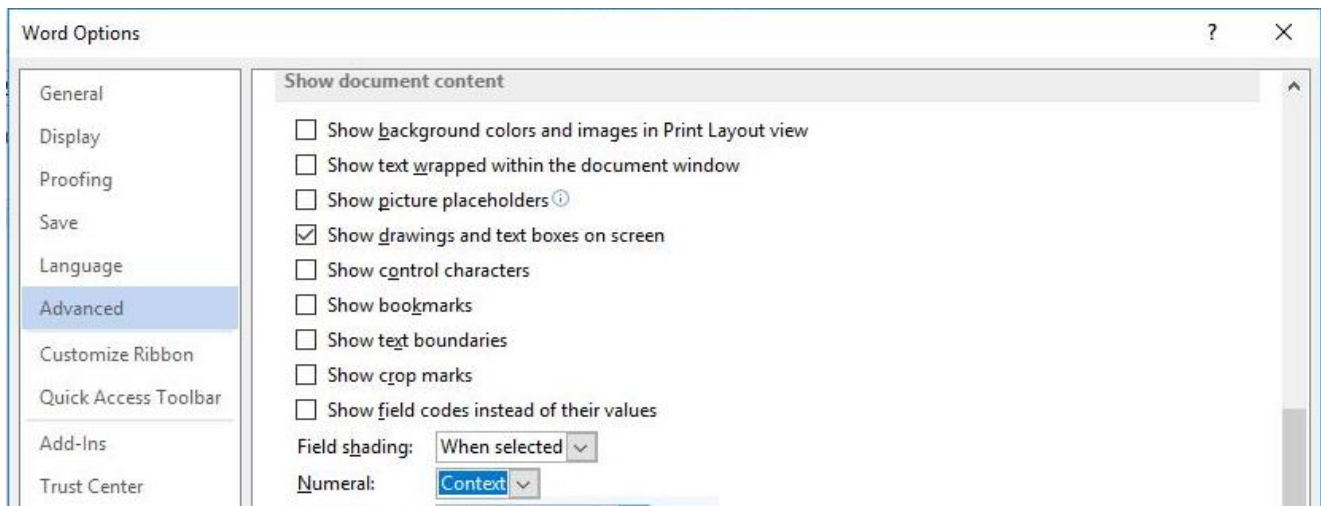 Word Options
?
General
Display
Proofing
Save
Language
Advanced
Customize Ribbon
Quick Access Toolbar
Add-Ins
Trust Center
Show document content
Show background colors and images in Print Layout view
Show text wrapped within the document window
Show picture placeholders
Show drawings and text boxes on screen
Show control characters
Show bookmarks
Show text boundaries
Show crop marks
Show field codes instead of their values
Field shading: When selected
Numeral: Context